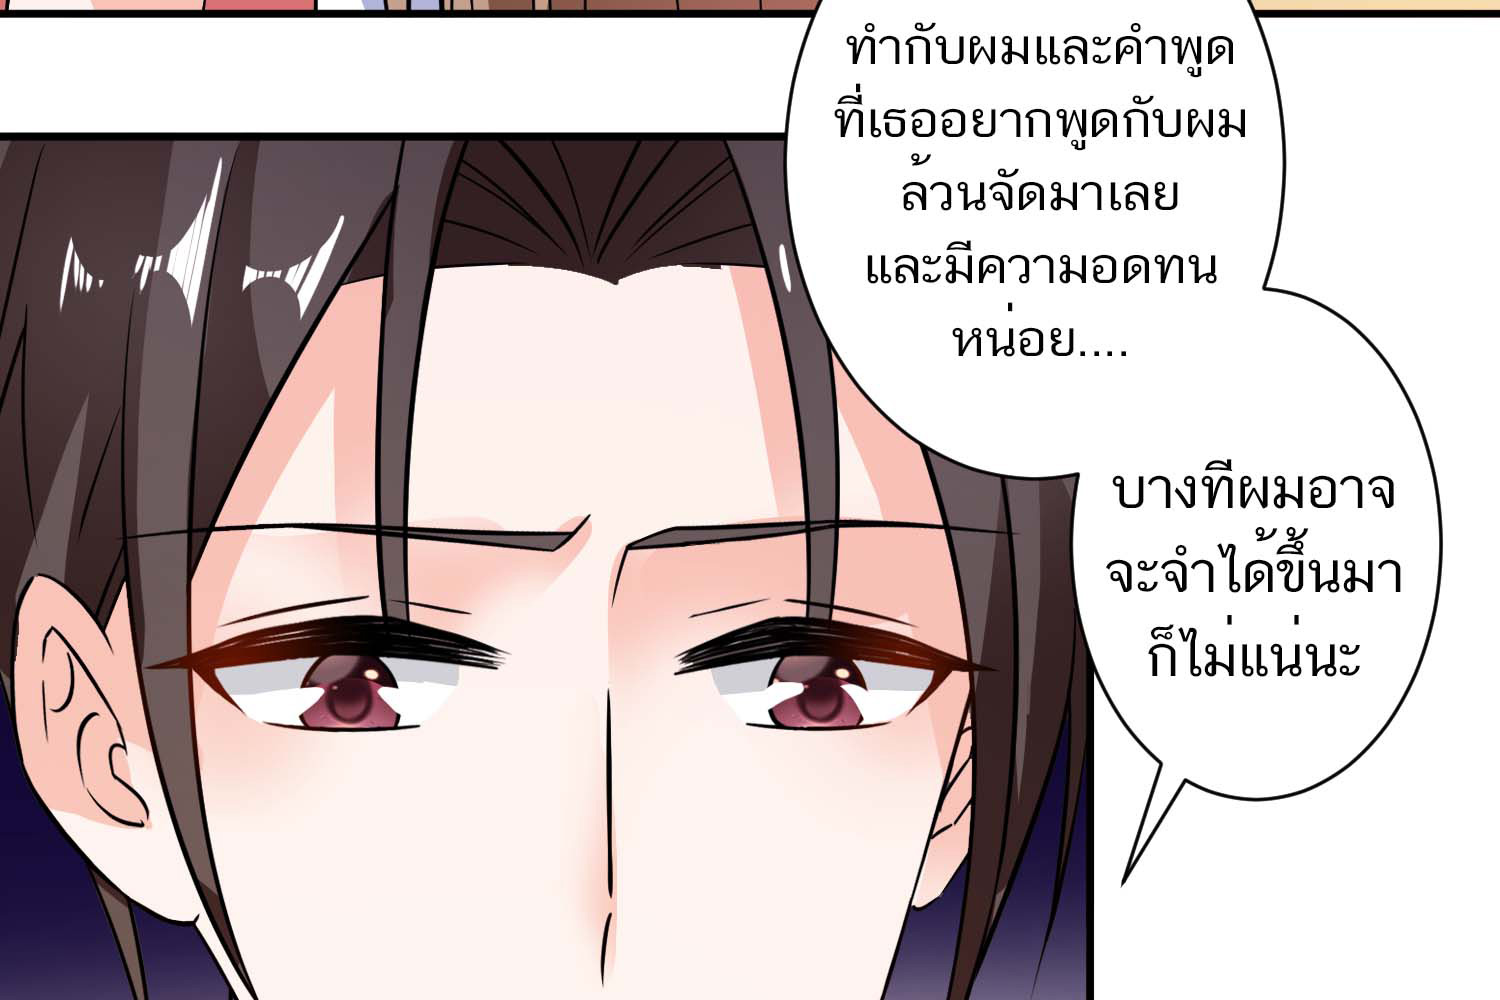 ทำกับผมและคำพูด
ที่เธออยากพูดกับผม
ล้วนจัดมาเลย
และมีความอดทน
หน่อย....
บางทีผมอาจ
จะจำได้ขึ้นมา
ก็ไม่แน่นะ